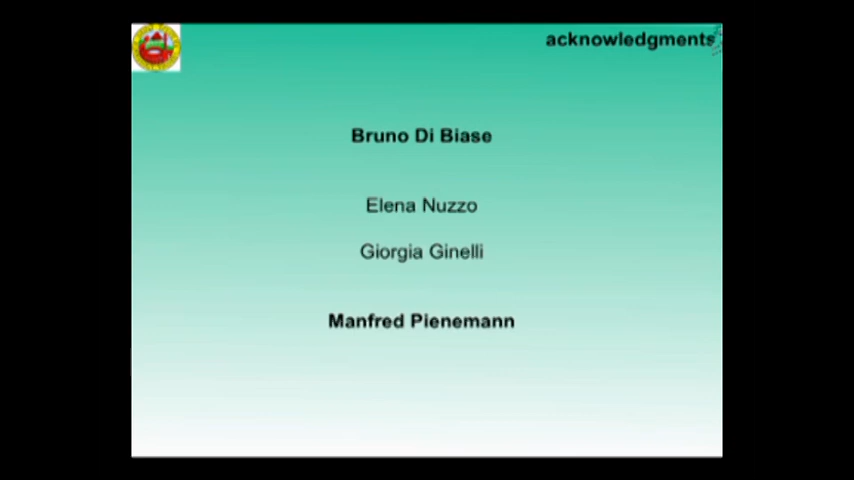 acknowledgments
Bruno Di Biase
Elena Nuzzo
Giorgia Ginelli
Manfred Pienemann